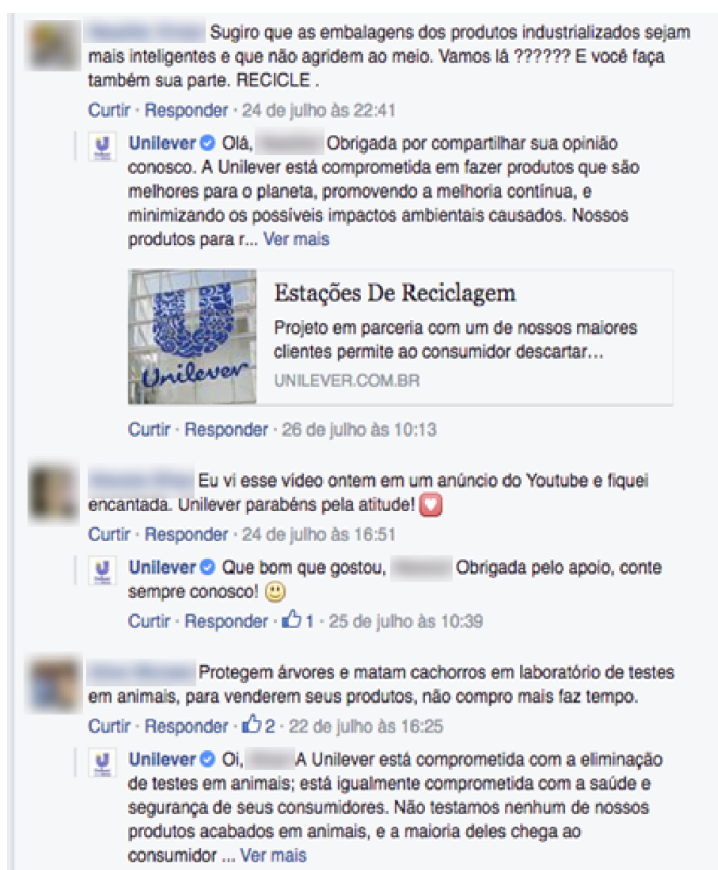 Sugiro que as embalagens dos produtos industrializados sejam
mais inteligentes e que não agridem ao meio. Vamos lá ?????? E você faça
também sua parte. RECICLE .
Curtir · Responder · 24 de julho às 22:41
Unilever Olá, Obrigada por compartilhar sua opinião
conosco. A Unilever está comprometida em fazer produtos que são
melhores para o planeta, promovendo a melhoria contínua, e
minimizando os possíveis impactos ambientais causados. Nossos
produtos para r... Ver mais
Unilever
Estações De Reciclagem
Projeto em parceria com um de nossos maiores
clientes permite ao consumidor descartar...
UNILEVER.COM.BR
Curtir · Responder · 26 de julho às 10:13
Eu vi esse vídeo ontem em um anúncio do Youtube e fiquei
encantada. Unilever parabéns pela atitude!
Curtir · Responder · 24 de julho às 16:51
Unilever Que bom que gostou, Obrigada pelo apoio, conte
sempre conosco!
Curtir · Responder · 1 · 25 de julho às 10:39
Protegem árvores e matam cachorros em laboratório de testes
em animais, para venderem seus produtos, não compro mais faz tempo.
Curtir · Responder · 2 · 22 de julho às 16:25
Unilever Oi, A Unilever está comprometida com a eliminação
de testes em animais; está igualmente comprometida com a saúde e
segurança de seus consumidores. Não testamos nenhum de nossos
produtos acabados em animais, e a maioria deles chega ao
consumidor ... Ver mais